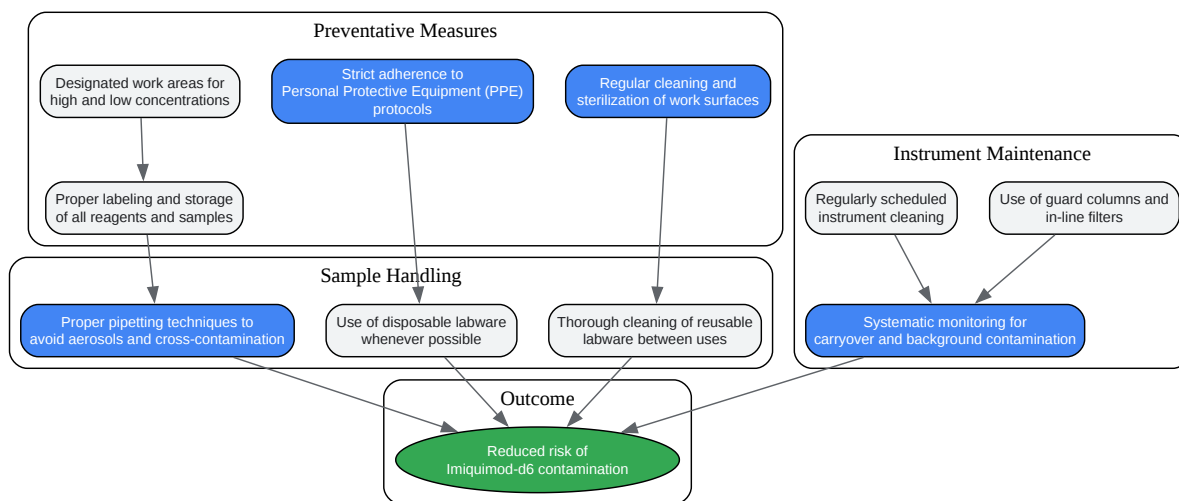 Preventative Measures
Designated work areas for
high and low concentrations
Strict adherence to
Personal Protective Equipment (PPE)
protocols
Regular cleaning and
sterilization of work surfaces
Proper labeling and storage
of all reagents and samples
Instrument Maintenance
Regularly scheduled
instrument cleaning
Use of guard columns and
in-line filters
Systematic monitoring for
carryover and background contamination
Sample Handling
Proper pipetting techniques to
avoid aerosols and cross-contamination
Use of disposable labware
whenever possible
Thorough cleaning of reusable
labware between uses
Outcome
Reduced risk of
Imiquimod-d6 contamination